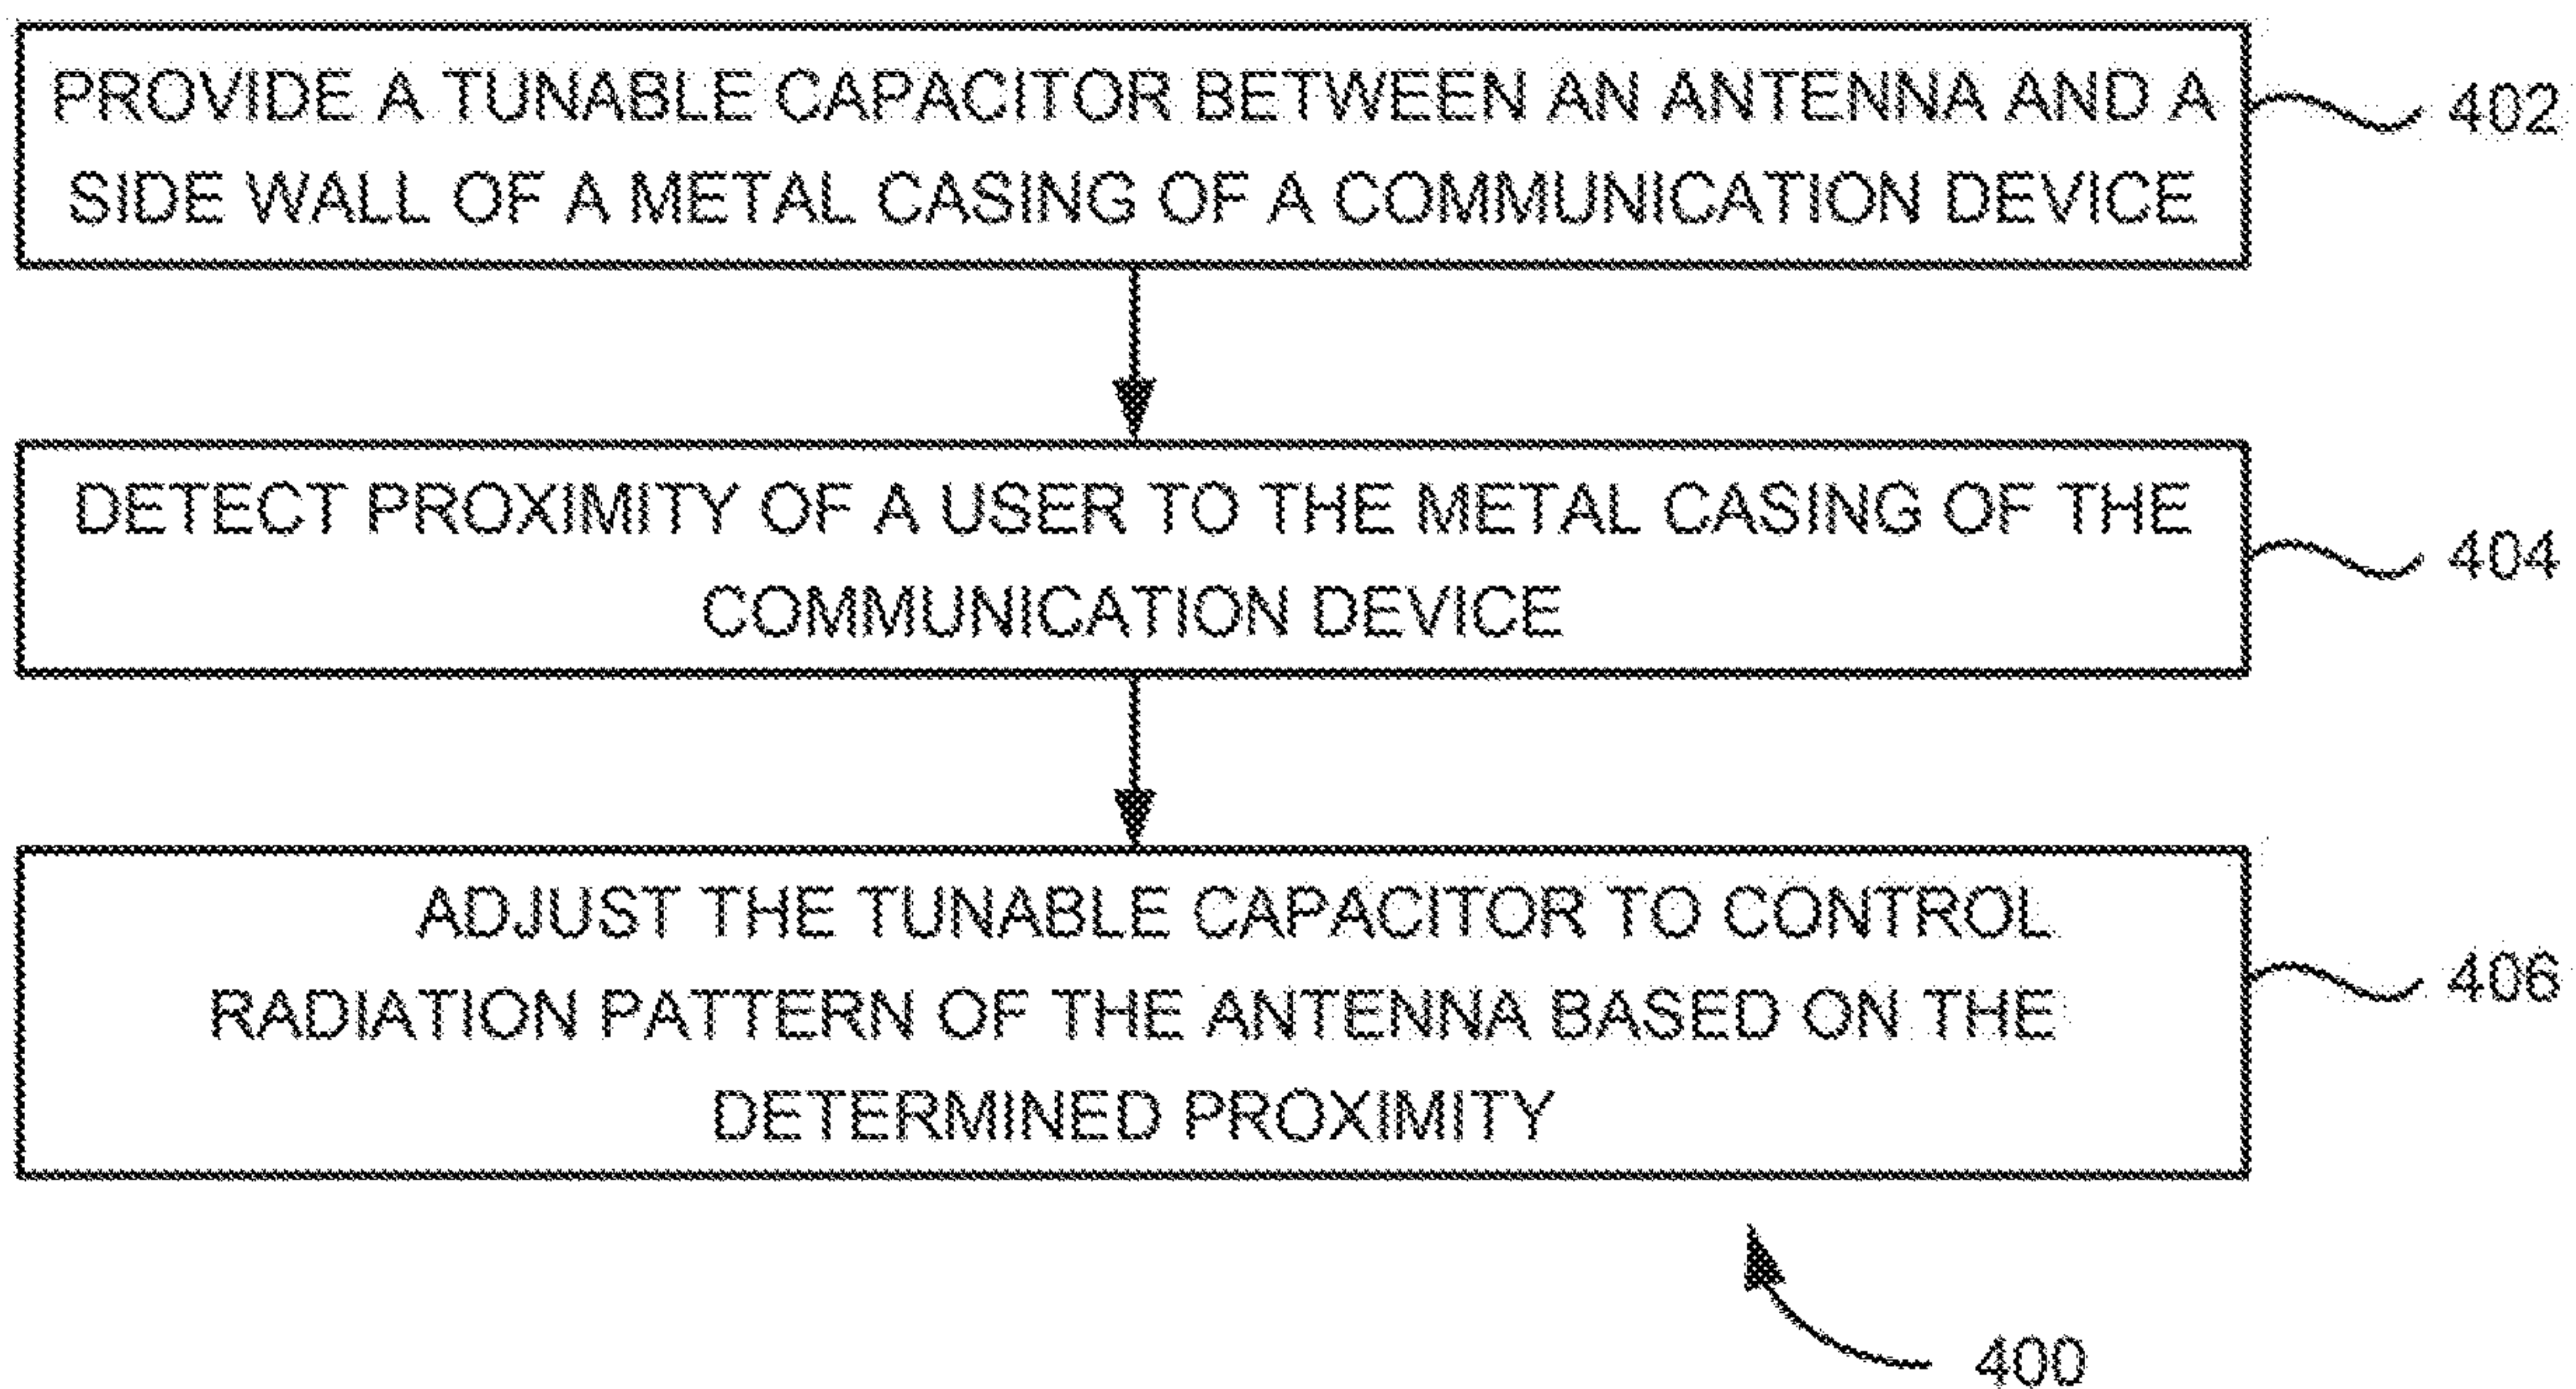 PROVIDE A TUNABLE CAPACITOR BETWEEN AN ANTENNA AND A
SIDE WALL OF A METAL CASING OF A COMMUNICATION DEVICE
402
DETECT PROXIMITY OF A USER TO THE METAL CASING OF THE
COMMUNICATION DEVICE
404
ADJUST THE TUNABLE CAPACITOR TO CONTROL
RADIATION PATTERN OF THE ANTENNA BASED ON THE
DETERMINED PROXIMITY
406
400